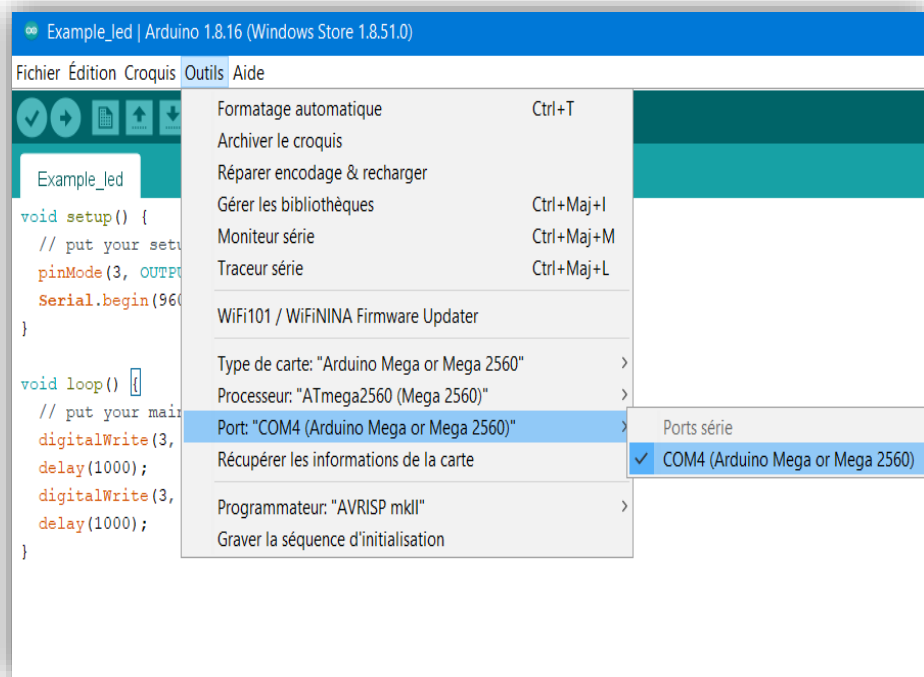 Example_led | Arduino 1.8.16 (Windows Store 1.8.51.0)
Fichier Édition Croquis Outils Aide
Example_led
void setup() {
// put your setu
pinMode(3, OUTPU
Serial.begin(960
}
void loop() {
// put your main
digitalWrite(3,
delay(1000);
digitalWrite(3,
delay(1000);
}
Formatage automatique Ctrl+T
Archiver le croquis
Réparer encodage & recharger
Gérer les bibliothèques Ctrl+Maj+I
Moniteur série Ctrl+Maj+M
Traceur série Ctrl+Maj+L
WiFi101 / WiFiNINA Firmware Updater
Type de carte: "Arduino Mega or Mega 2560"
Processeur: "ATmega2560 (Mega 2560)"
Port: "COM4 (Arduino Mega or Mega 2560)"
Récupérer les informations de la carte
Programmateur: "AVRISP mkII"
Graver la séquence d'initialisation
Ports série
COM4 (Arduino Mega or Mega 2560)